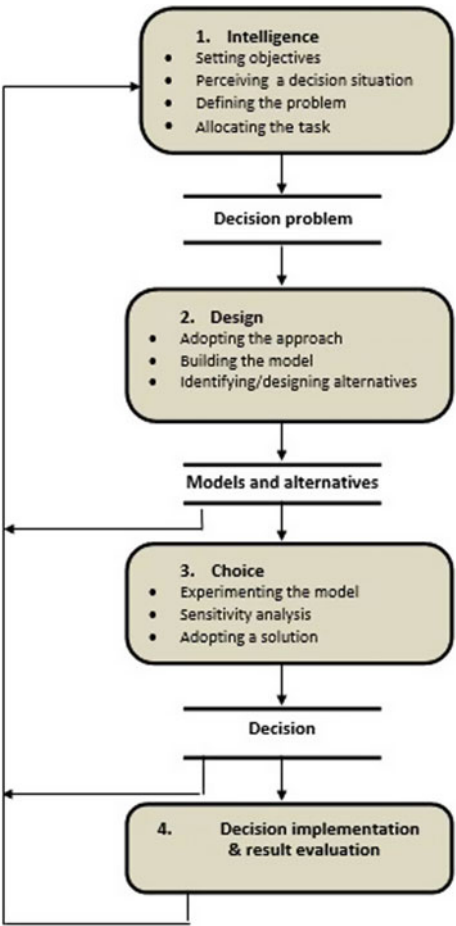 1. Intelligence
• Setting objectives
• Perceiving a decision situation
• Defining the problem
• Allocating the task
Decision problem
2. Design
• Adopting the approach
• Building the model
• Identifying/designing alternatives
Models and alternatives
3. Choice
• Experimenting the model
• Sensitivity analysis
• Adopting a solution
Decision
4. Decision implementation
& result evaluation